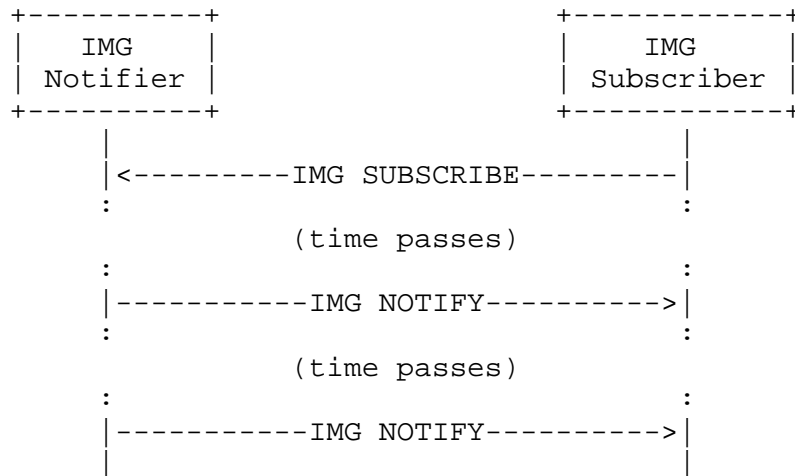 IMG IMG
Notifier Subscriber
IMG SUBSCRIBE
(time passes)
IMG NOTIFY
(time passes)
IMG NOTIFY